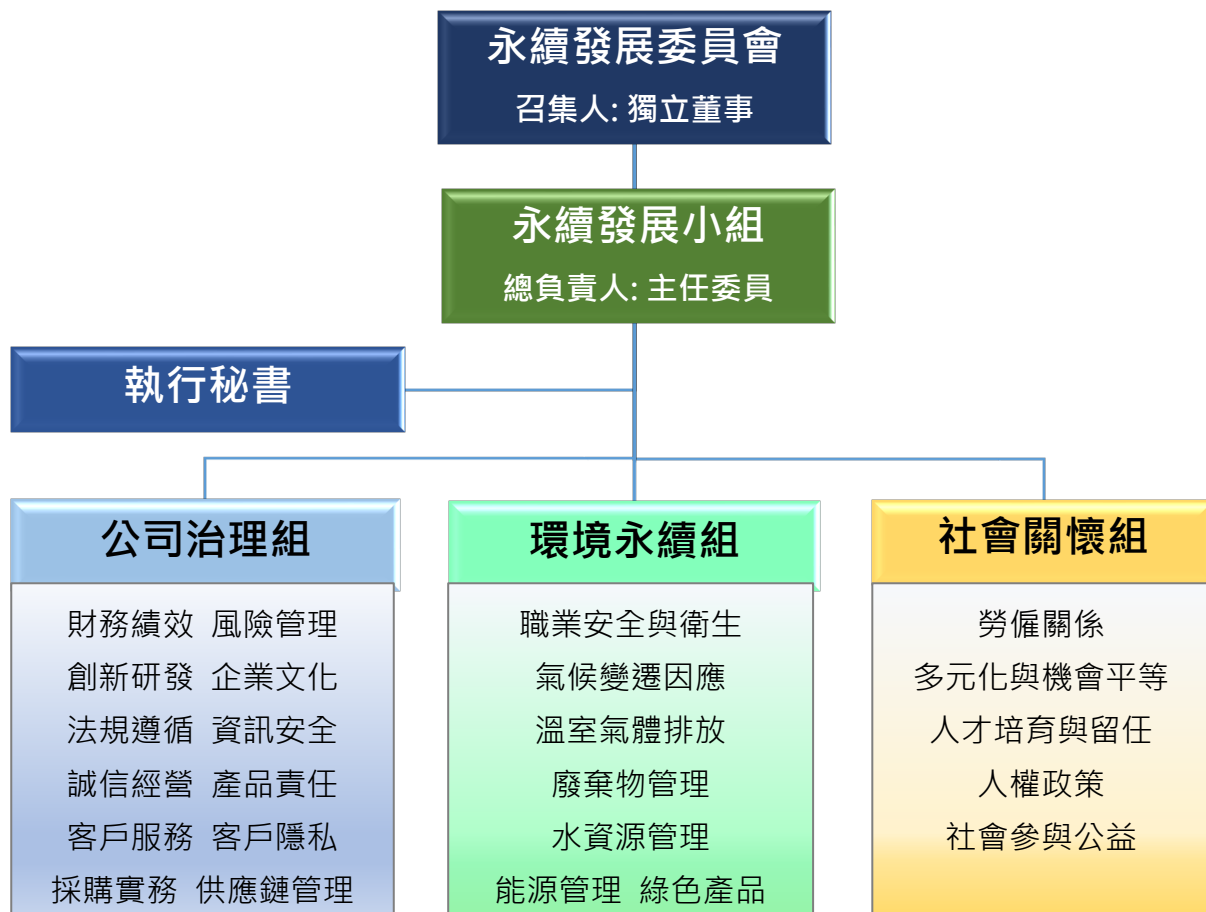 永續發展委員會
召集人: 獨立董事
永續發展小組
總負責人: 主任委員
執行秘書
公司治理組
財務績效 風險管理
創新研發 企業文化
法規遵循 資訊安全
誠信經營 產品責任
客戶服務 客戶隱私
採購實務 供應鏈管理
環境永續組
職業安全與衛生
氣候變遷因應
溫室氣體排放
廢棄物管理
水資源管理
能源管理 綠色產品
社會關懷組
勞僱關係
多元化與機會平等
人才培育與留任
人權政策
社會參與公益